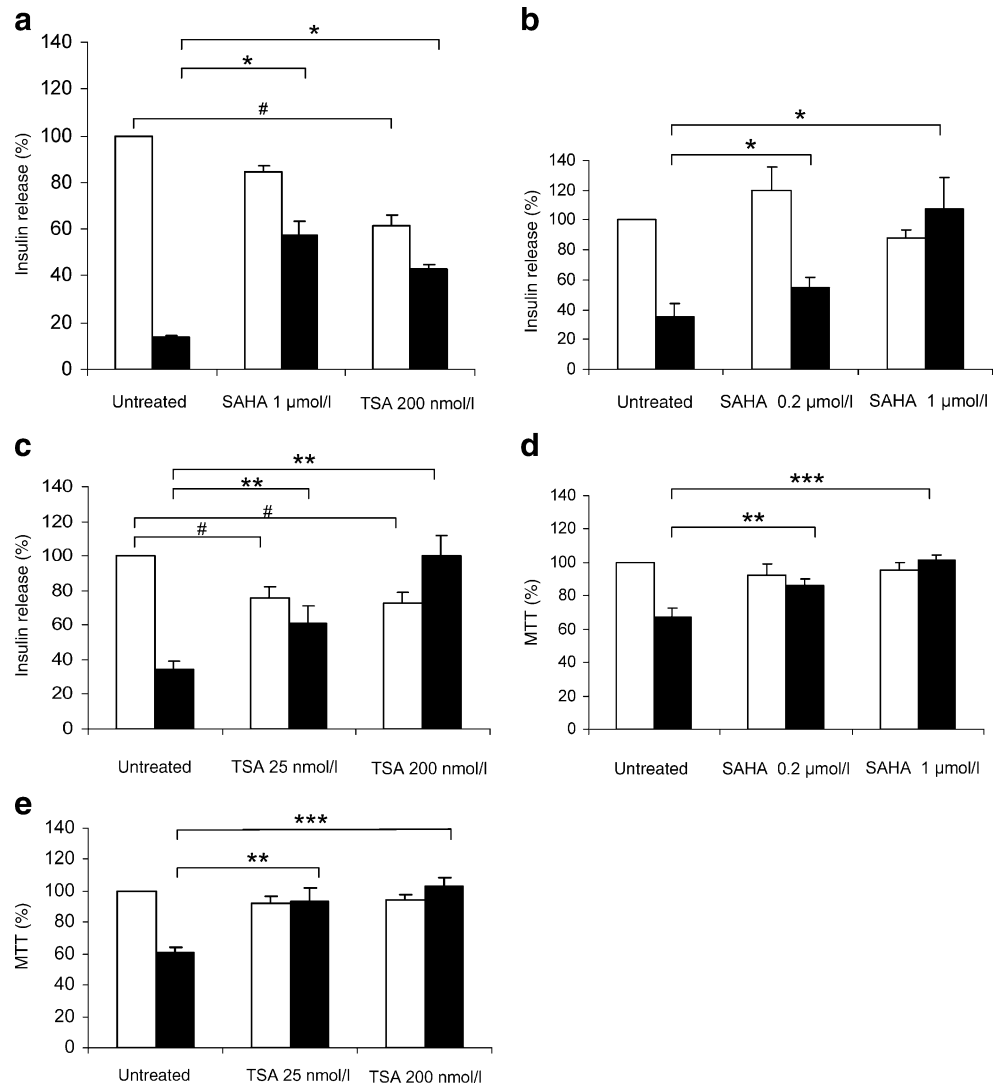 a
*
*
#
Insulin release (%)
140
120
100
80
60
40
20
0
Untreated
SAHA 1 µmol/l
TSA 200 nmol/l
b
*
*
Insulin release (%)
140
120
100
80
60
40
20
0
Untreated
SAHA 0.2 µmol/l
SAHA 1 µmol/l
c
**
**
#
#
Insulin release (%)
140
120
100
80
60
40
20
0
Untreated
TSA 25 nmol/l
TSA 200 nmol/l
d
***
**
MTT (%)
140
120
100
80
60
40
20
0
Untreated
SAHA 0.2 µmol/l
SAHA 1 µmol/l
e
***
**
MTT (%)
140
120
100
80
60
40
20
0
Untreated
TSA 25 nmol/l
TSA 200 nmol/l